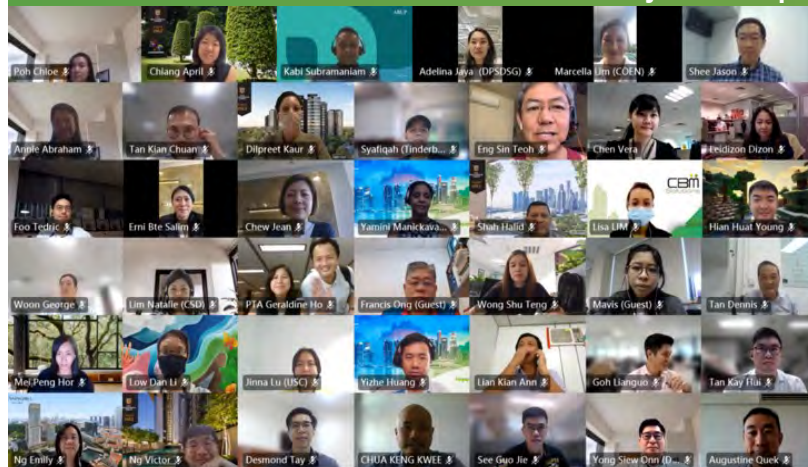 Poh Chloe
Chiang April
Kabi Subramaniam
Adelina Jaya (DPSDSG)
Marcella Lim (COEN)
Shee Jason
Annie Abraham
Tan Kian Chuan
Dilpreet Kaur
Syafiqah (Tinderb...
Eng Sin Teoh
Chen Vera
Leidizon Dizon
Foo Tedric
Erni Bte Salim
Chew Jean
Yamini Manickava...
Shah Halid
CBM
Solutions
Lisa LIM
Hian Huat Young
Woon George
Lim Natalie (CSD)
PTA Geraldine Ho
Francis Ong (Guest)
Wong Shu Teng
Mavis (Guest)
Tan Dennis
Mei Peng Hor
Low Dan Li
Jinna Lu (USC)
Yizhe Huang
Lian Kian Ann
Goh Lianguo
Tan Kay Hui
Ng Emily
Ng Victor
Desmond Tay
CHUA KENG KWEE
See Guo Jie
Yong Siew Onn (D...
Augustine Quek